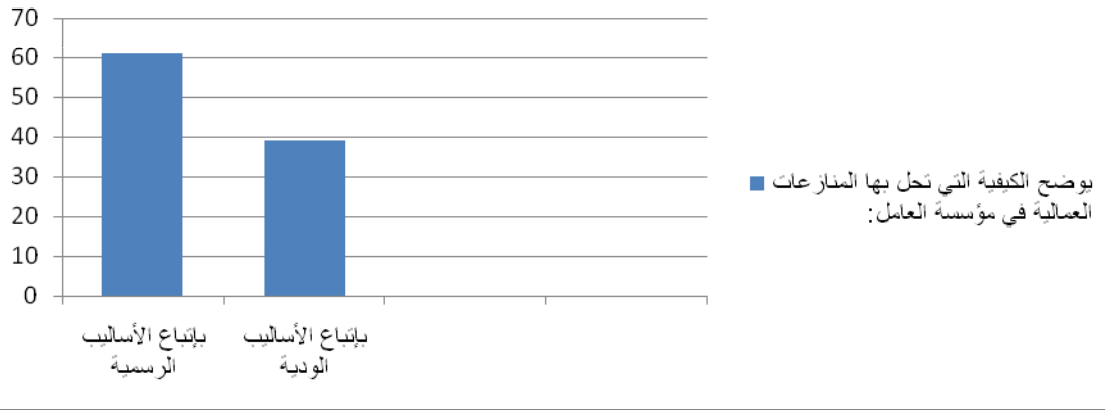 70
60
50
40
30
20
10
0
بإتباع الأساليب
الرسمية
بإتباع الأساليب
الودية
يوضح الكيفية التي تحل بها المنازعات
العمالية في مؤسسة العامل: